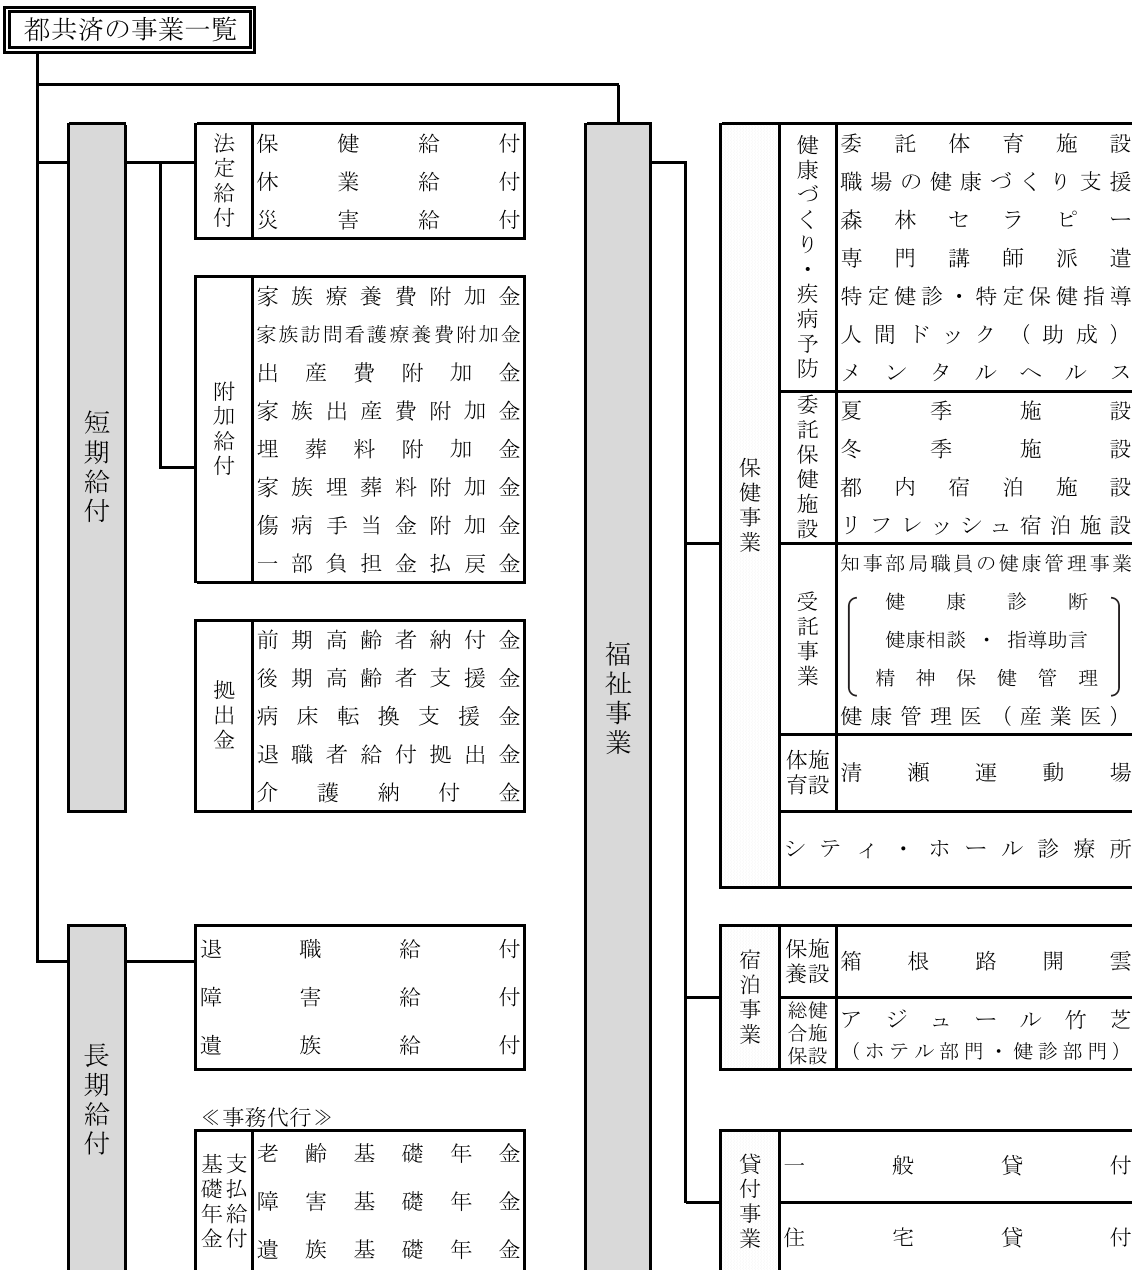 都共済の事業一覧
短期給付
法定給付
保健給付
休業給付
災害給付
附加給付
家族療養費附加金
家族訪問看護療養費附加金
出産費附加金
家族出産費附加金
埋葬料附加金
家族埋葬料附加金
傷病手当金附加金
一部負担金払戻金
拠出金
前期高齢者納付金
後期高齢者支援金
病床転換支援金
退職者給付拠出金
介護納付金
長期給付
退職給付
障害給付
遺族給付
≪事務代行≫
基礎年金
支払給付
老齢基礎年金
障害基礎年金
遺族基礎年金
福祉事業
保健事業
健康づくり・疾病予防
委託体育施設
職場の健康づくり支援
森林セラピー
専門講師派遣
特定健診・特定保健指導
人間ドック（助成）
メンタルヘルス
委託保健施設
夏季施設
冬季施設
都内宿泊施設
リフレッシュ宿泊施設
受託事業
知事部局職員の健康管理事業
健康診断
健康相談・指導助言
精神保健管理
健康管理医（産業医）
体育
施設
清瀬運動場
シティ・ホール診療所
宿泊事業
保養
施設
箱根路開雲
総合保
健施設
アジュール竹芝
（ホテル部門・健診部門）
貸付事業
一般貸付
住宅貸付